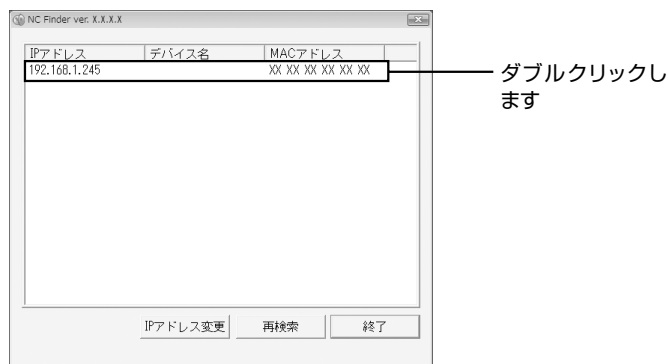 NC Finder ver. X.X.X.X
IPアドレス デバイス名 MACアドレス
192.168.1.245 XX XX XX XX XX XX
ダブルクリックし
ます
IPアドレス変更 再検索 終了